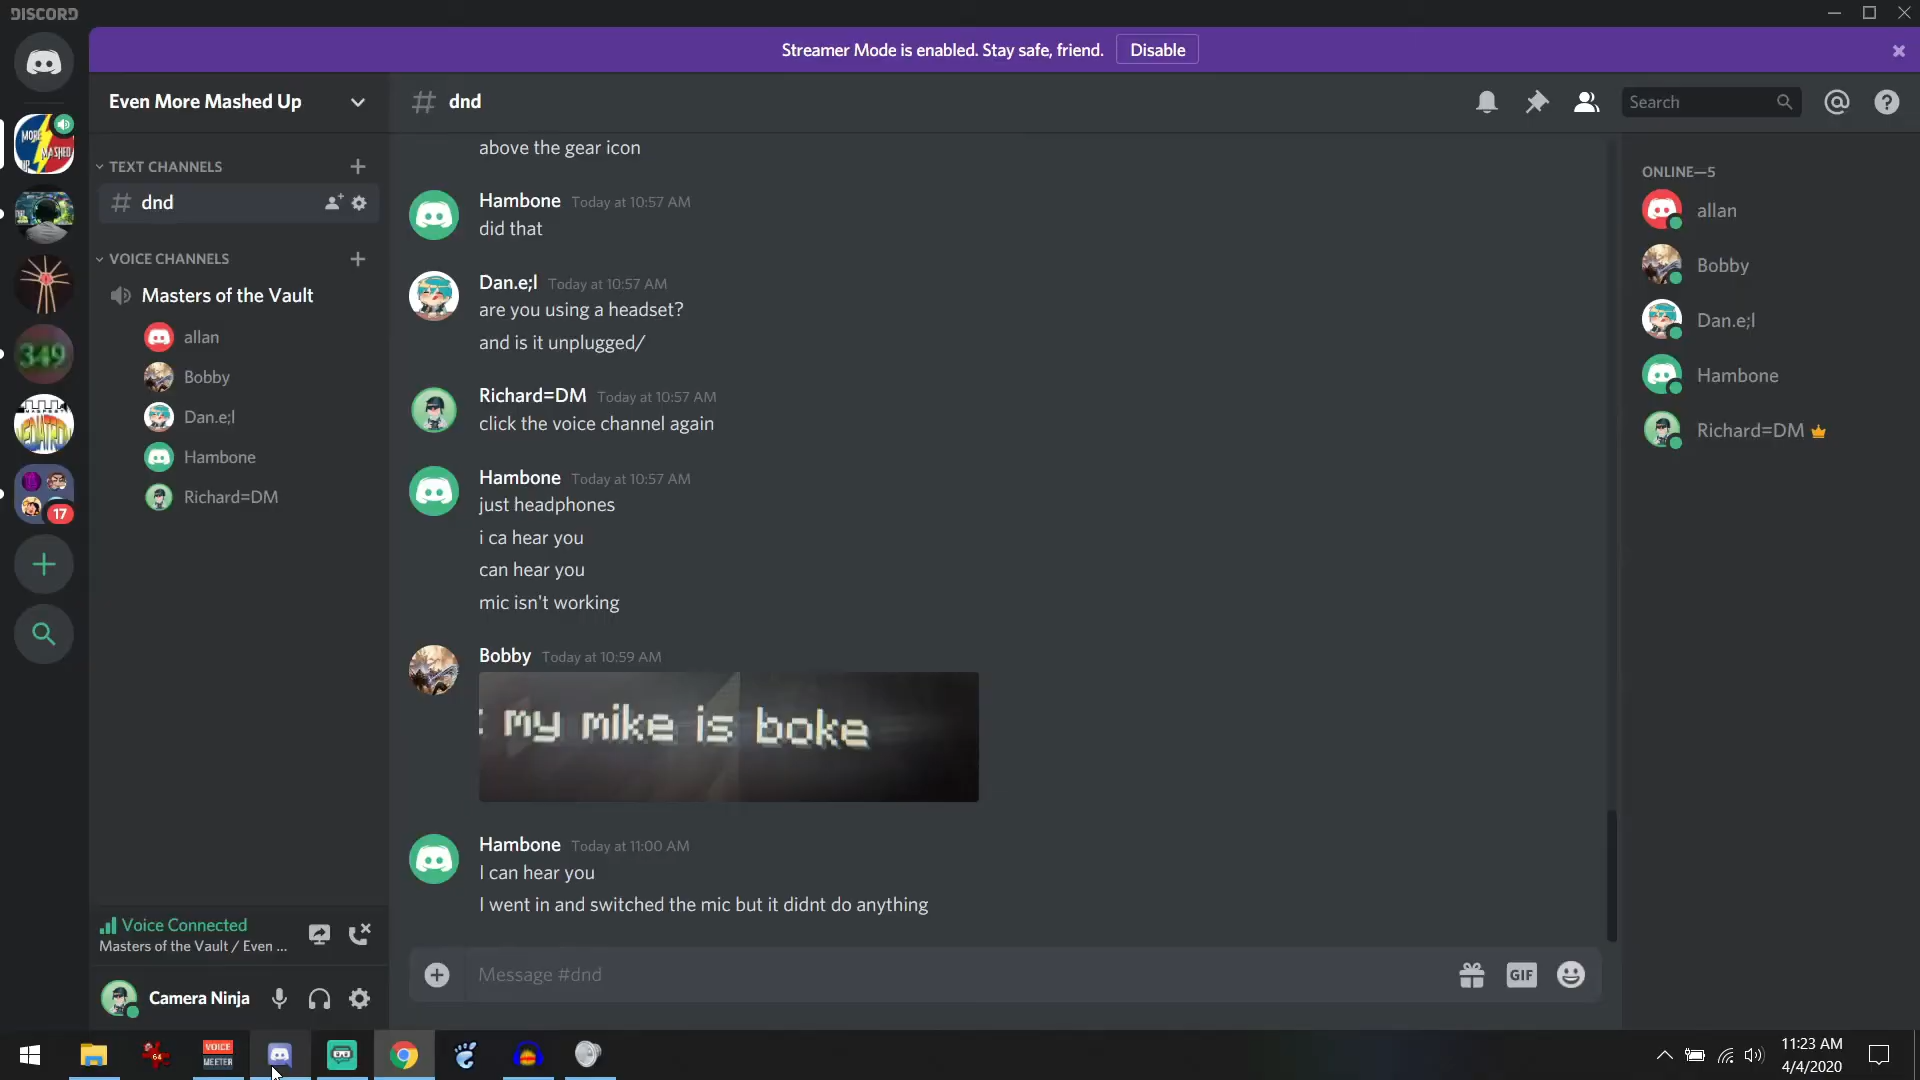 DISCORD
Streamer Mode is enabled. Stay safe, friend.
Disable
Even More Mashed Up
# dnd
Search
MORE
MASHED
UP
349
17
TEXT CHANNELS
# dnd
VOICE CHANNELS
Masters of the Vault
allan
Bobby
Dan.e;l
Hambone
Richard=DM
above the gear icon
Hambone Today at 10:57 AM
did that
Dan.e;l Today at 10:57 AM
are you using a headset?
and is it unplugged/
Richard=DM Today at 10:57 AM
click the voice channel again
Hambone Today at 10:57 AM
just headphones
i ca hear you
can hear you
mic isn't working
Bobby Today at 10:59 AM
: my mike is boke
Hambone Today at 11:00 AM
I can hear you
I went in and switched the mic but it didnt do anything
Message #dnd
GIF
ONLINE—5
allan
Bobby
Dan.e;l
Hambone
Richard=DM
Voice Connected
Masters of the Vault / Even ...
Camera Ninja
64
VOICE
MEETER
11:23 AM
4/4/2020